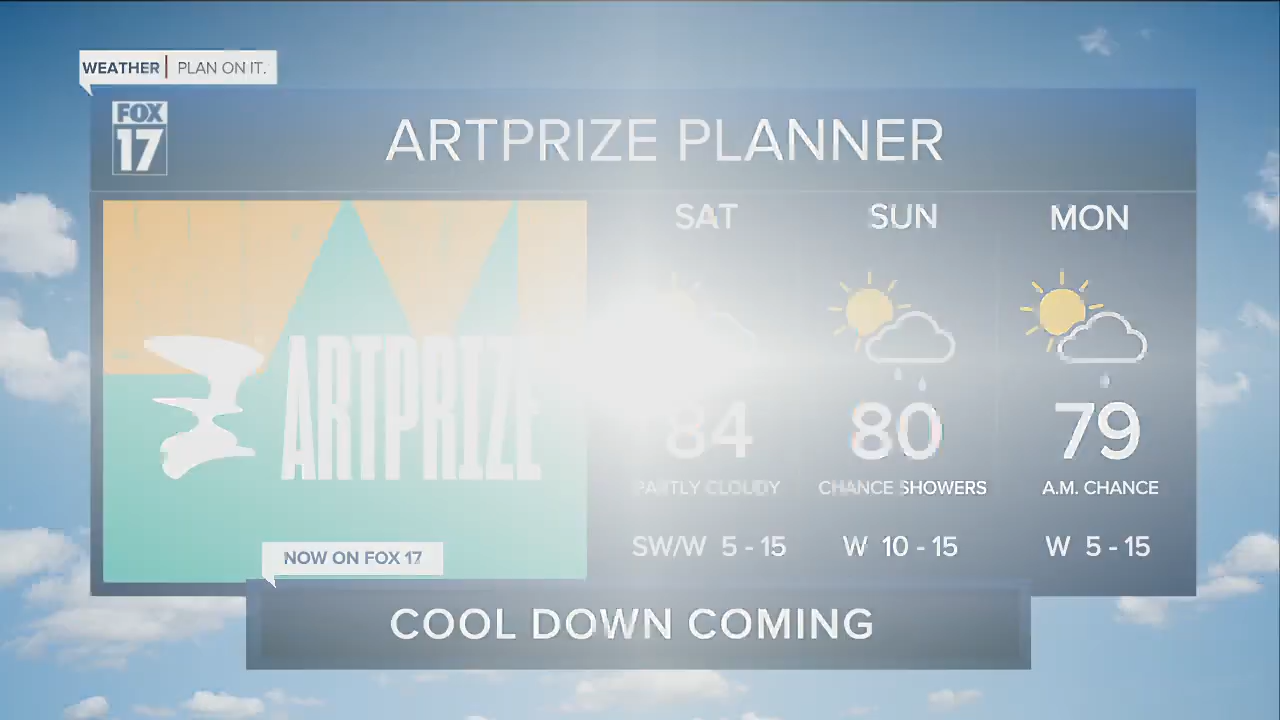 WEATHER | PLAN ON IT.
FOX
17
ARTPRIZE PLANNER
ARTPRIZE
SAT
84
PARTLY CLOUDY
SW/W 5 - 15
SUN
80
CHANCE SHOWERS
W 10 - 15
MON
79
A.M. CHANCE
W 5 - 15
NOW ON FOX 17
COOL DOWN COMING